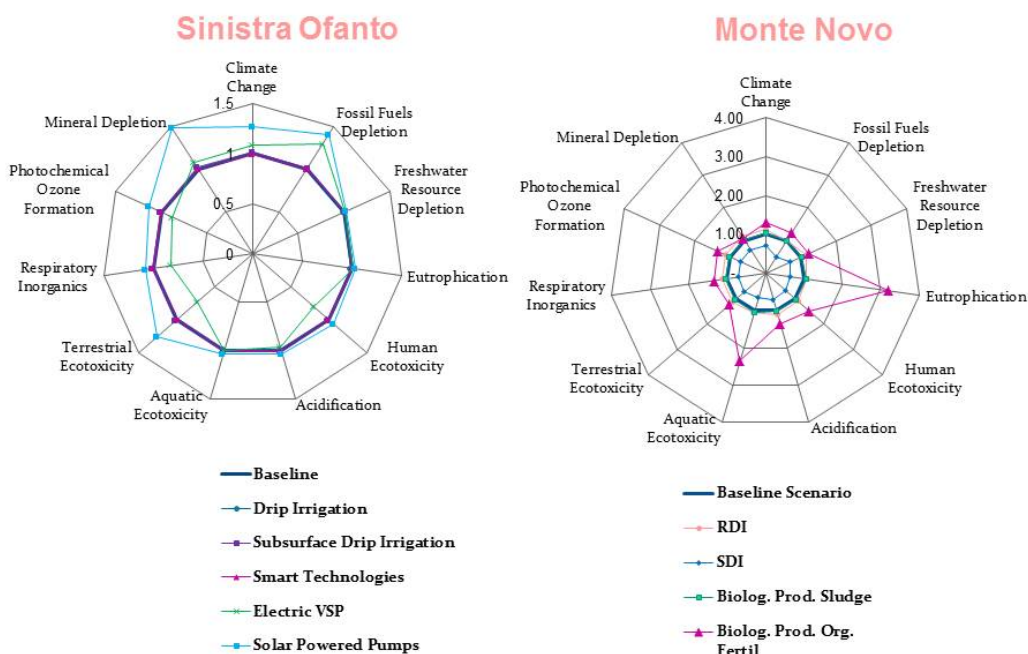 Sinistra Ofanto
Climate
Change
1.5
1
0.5
0
Fossil Fuels
Depletion
Freshwater
Resource
Depletion
Eutrophication
Human
Ecotoxicity
Acidification
Aquatic
Ecotoxicity
Terrestrial
Ecotoxicity
Respiratory
Inorganics
Photochemical
Ozone
Formation
Mineral Depletion
Baseline
Drip Irrigation
Subsurface Drip Irrigation
Smart Technologies
Electric VSP
Solar Powered Pumps
Monte Novo
Climate
Change
4.00
3.00
2.00
1.00
-
Fossil Fuels
Depletion
Freshwater
Resource
Depletion
Eutrophication
Human
Ecotoxicity
Acidification
Aquatic
Ecotoxicity
Terrestrial
Ecotoxicity
Respiratory
Inorganics
Photochemical
Ozone
Formation
Mineral Depletion
Baseline Scenario
RDI
SDI
Biolog. Prod. Sludge
Biolog. Prod. Org.
Fertil